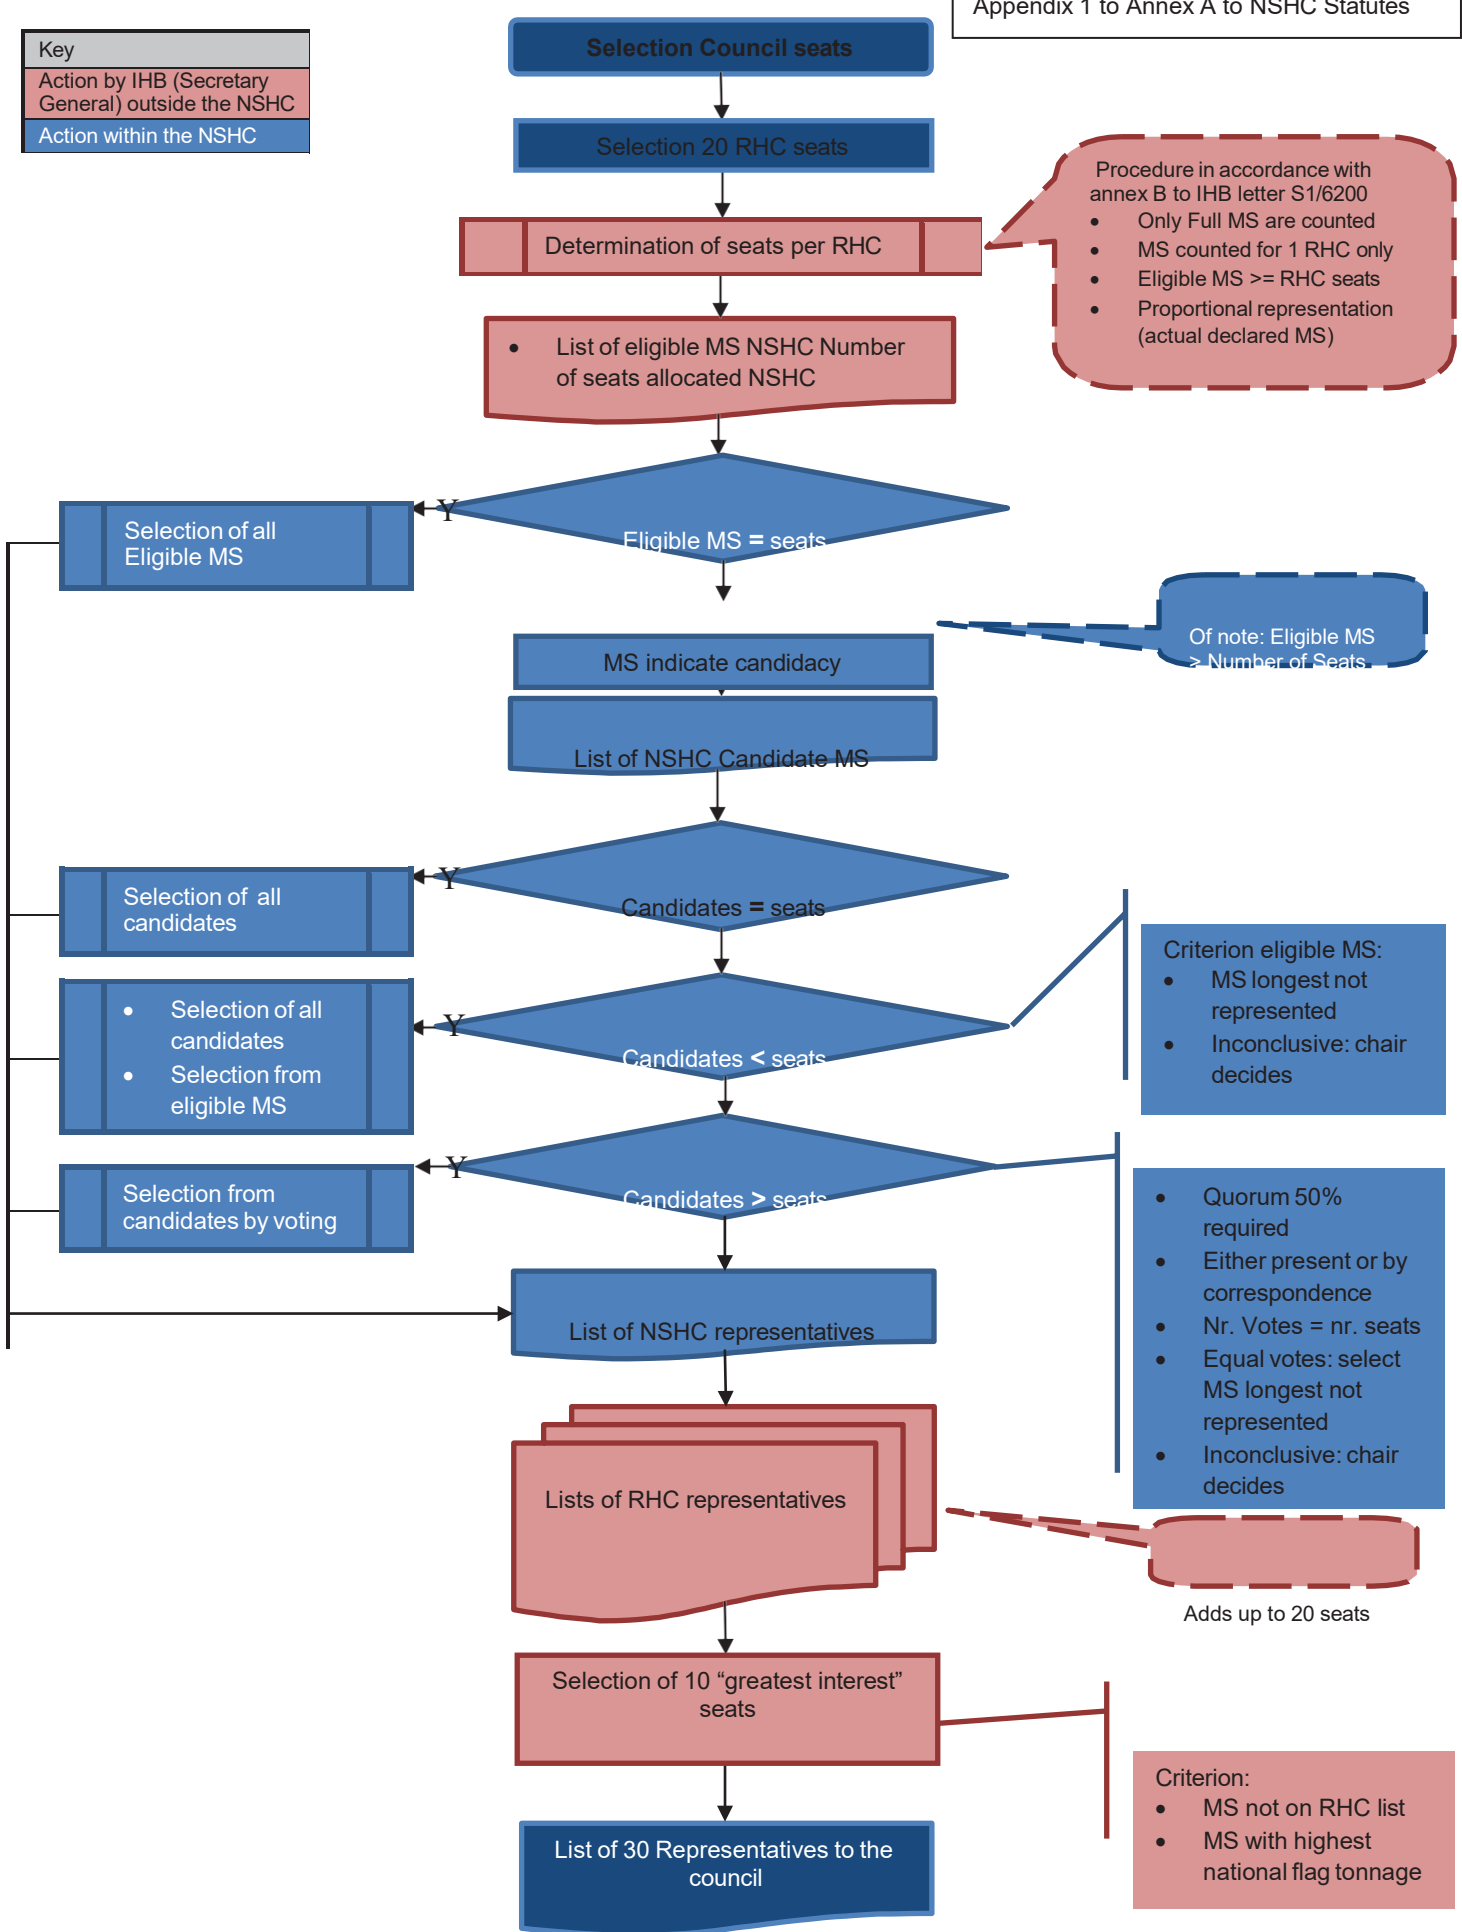 Appendix 1 to Annex A to NSHC Statutes
Key
Action by IHB (Secretary
General) outside the NSHC
Action within the NSHC
Selection Council seats
Selection 20 RHC seats
Determination of seats per RHC
Procedure in accordance with
annex B to IHB letter S1/6200
• Only Full MS are counted
• MS counted for 1 RHC only
• Eligible MS >= RHC seats
• Proportional representation
(actual declared MS)
• List of eligible MS NSHC Number
of seats allocated NSHC
Y
Eligible MS = seats
Selection of all
Eligible MS
Of note: Eligible MS
> Number of Seats
MS indicate candidacy
List of NSHC Candidate MS
Y
Candidates = seats
Selection of all
candidates
Y
Candidates < seats
• Selection of all
candidates
• Selection from
eligible MS
Criterion eligible MS:
• MS longest not
represented
• Inconclusive: chair
decides
Y
Candidates > seats
Selection from
candidates by voting
• Quorum 50%
required
• Either present or by
correspondence
• Nr. Votes = nr. seats
• Equal votes: select
MS longest not
represented
• Inconclusive: chair
decides
List of NSHC representatives
Lists of RHC representatives
Adds up to 20 seats
Selection of 10 “greatest interest”
seats
Criterion:
• MS not on RHC list
• MS with highest
national flag tonnage
List of 30 Representatives to the
council